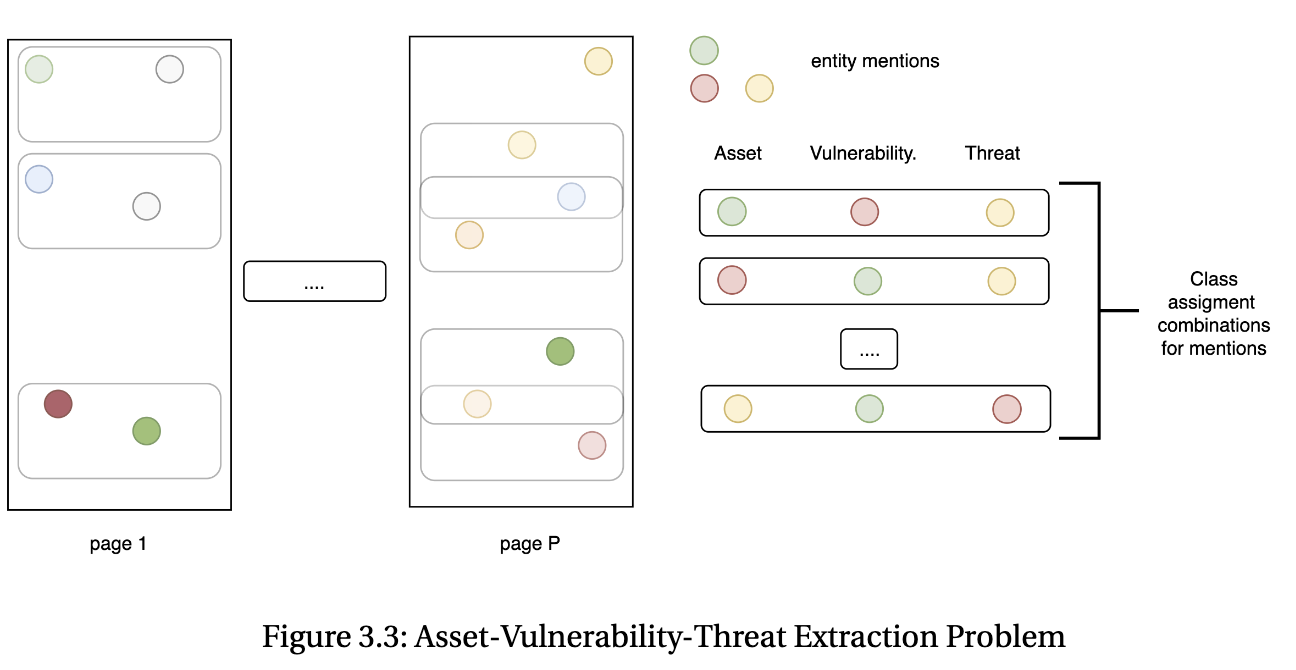 entity mentions
Asset Vulnerability. Threat
....
....
Class
assigment
combinations
for mentions
page 1
page P
Figure 3.3: Asset-Vulnerability-Threat Extraction Problem